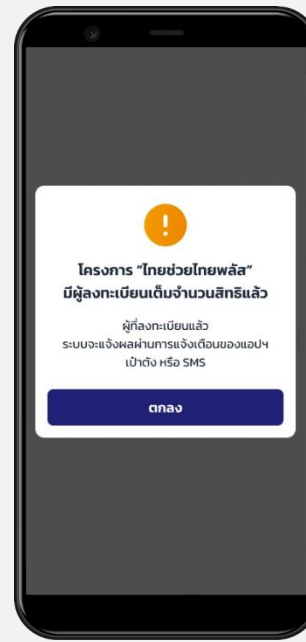 !
โครงการ “ไทยช่วยไทยพลัส”
มีผู้ลงทะเบียนเต็มจำนวนสิทธิแล้ว
ผู้ที่ลงทะเบียนแล้ว
ระบบจะแจ้งผลผ่านการแจ้งเตือนของแอปฯ
เป๋าตัง หรือ SMS
ตกลง